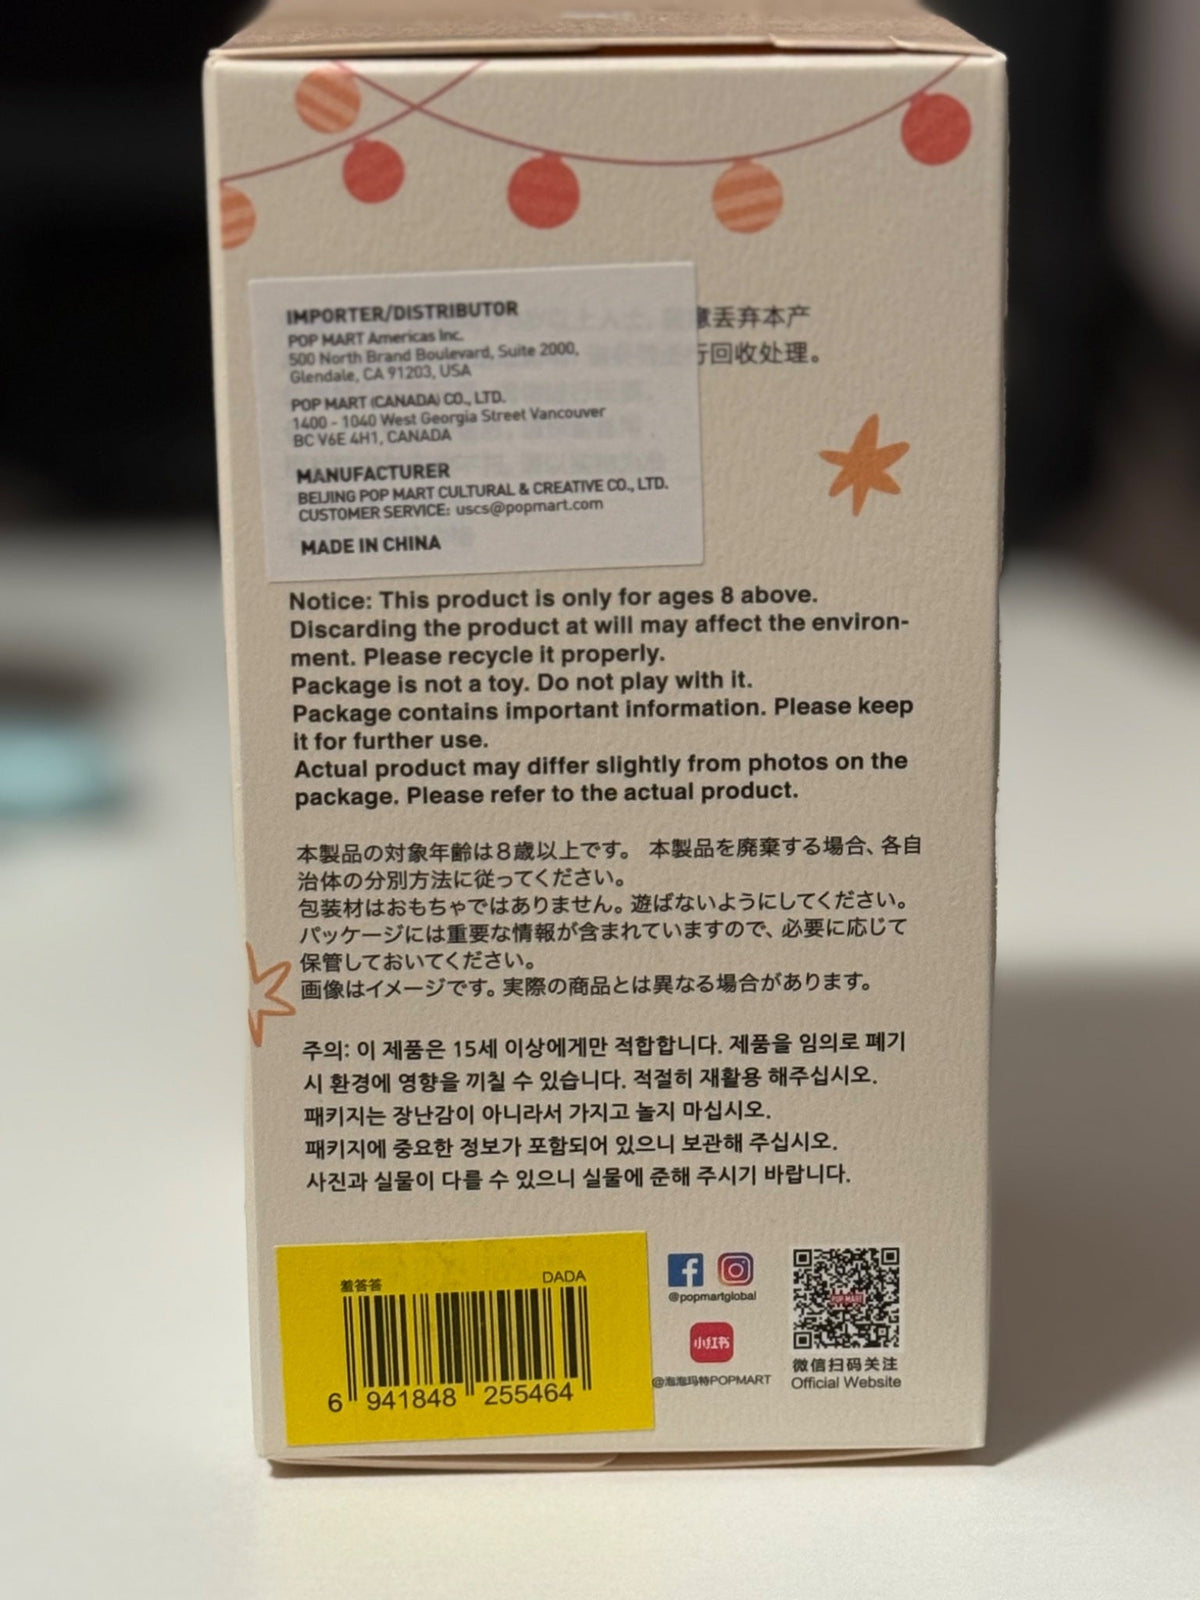 IMPORTER/DISTRIBUTOR
POP MART Americas Inc.
500 North Brand Boulevard, Suite 2000,
Glendale, CA 91203, USA
POP MART (CANADA) CO., LTD.
1400 - 1040 West Georgia Street Vancouver
BC V6E 4H1, CANADA
MANUFACTURER
BEIJING POP MART CULTURAL & CREATIVE CO., LTD.
CUSTOMER SERVICE: uscs@popmart.com
MADE IN CHINA
意丢弃本产
行回收处理。
Notice: This product is only for ages 8 above.
Discarding the product at will may affect the environ-
ment. Please recycle it properly.
Package is not a toy. Do not play with it.
Package contains important information. Please keep
it for further use.
Actual product may differ slightly from photos on the
package. Please refer to the actual product.
本製品の対象年齢は8歳以上です。 本製品を廃棄する場合、各自
治体の分別方法に従ってください。
包装材はおもちゃではありません。遊ばないようにしてください。
パッケージには重要な情報が含まれていますので、必要に応じて
保管しておいてください。
画像はイメージです。実際の商品とは異なる場合があります。
주의: 이 제품은 15세 이상에게만 적합합니다. 제품을 임의로 폐기
시 환경에 영향을 끼칠 수 있습니다. 적절히 재활용 해주십시오.
패키지는 장난감이 아니라서 가지고 놀지 마십시오.
패키지에 중요한 정보가 포함되어 있으니 보관해 주십시오.
사진과 실물이 다를 수 있으니 실물에 준해 주시기 바랍니다.
羞答答 DADA
6 941848 255464
@popmartglobal
小红书
@泡泡玛特POPMART
POP MART
微信扫码关注
Official Website